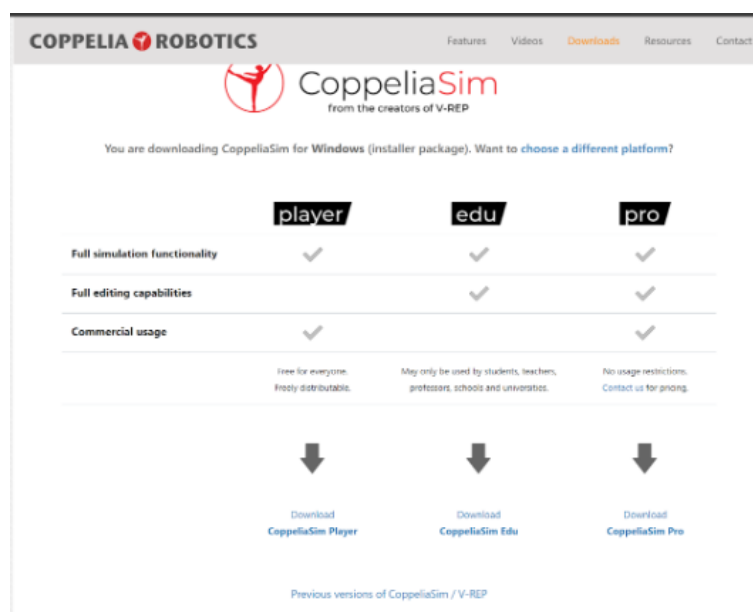 COPPELIA ROBOTICS
Features Videos Downloads Resources Contact
CoppeliaSim
from the creators of V-REP
You are downloading CoppeliaSim for Windows (installer package). Want to choose a different platform?
player edu pro
Full simulation functionality
Full editing capabilities
Commercial usage
Free for everyone. May only be used by students, teachers, No usage restrictions.
Freely distributable. professors, schools and universities. Contact us for pricing.
Download Download Download
CoppeliaSim Player CoppeliaSim Edu CoppeliaSim Pro
Previous versions of CoppeliaSim / V-REP